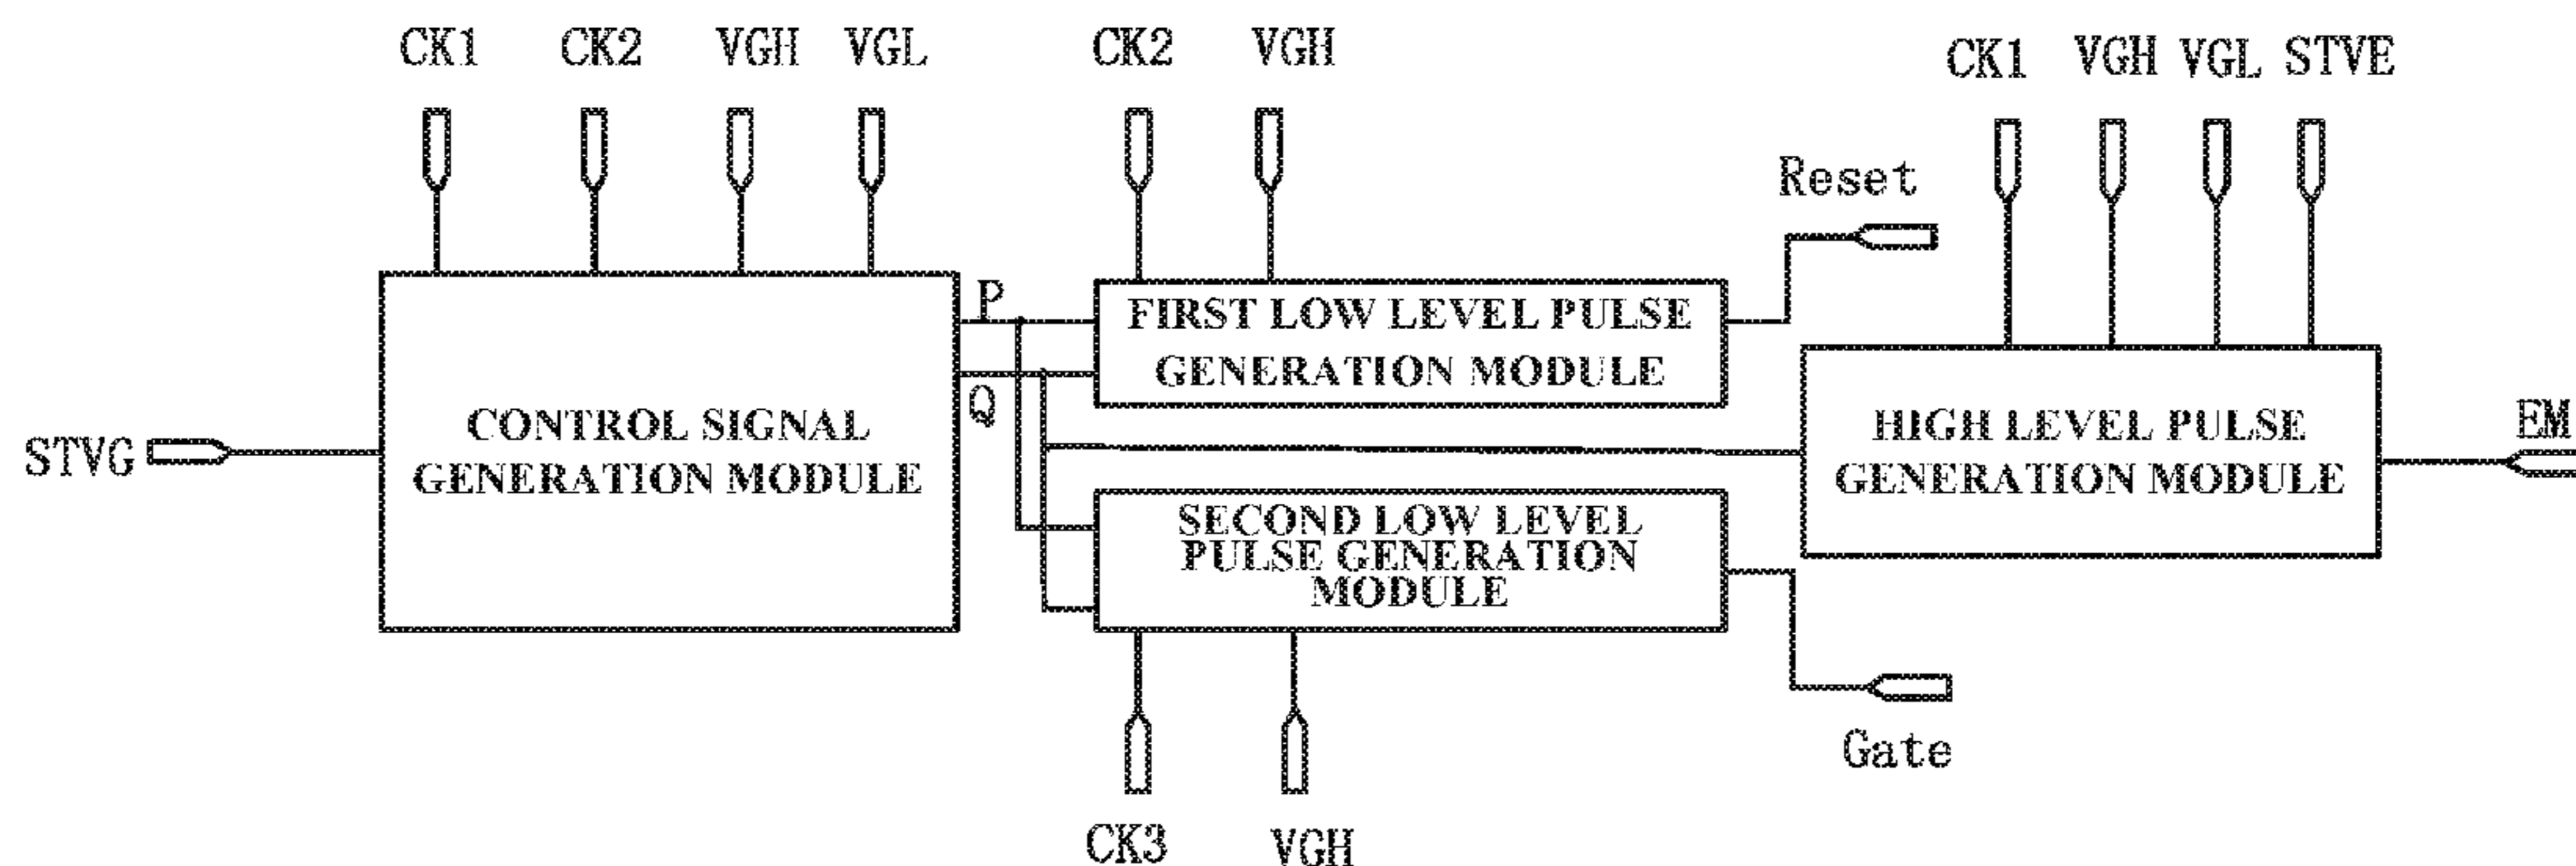 CK1 CK2 VGH VGL CK2 VGH
CK1 VGH VGL STVE
Reset
P
FIRST LOW LEVEL PULSE
GENERATION MODULE
Q
STVG
CONTROL SIGNAL
GENERATION MODULE
HIGH LEVEL PULSE
GENERATION MODULE
EM
SECOND LOW LEVEL
PULSE GENERATION
MODULE
Gate
CK3 VGH